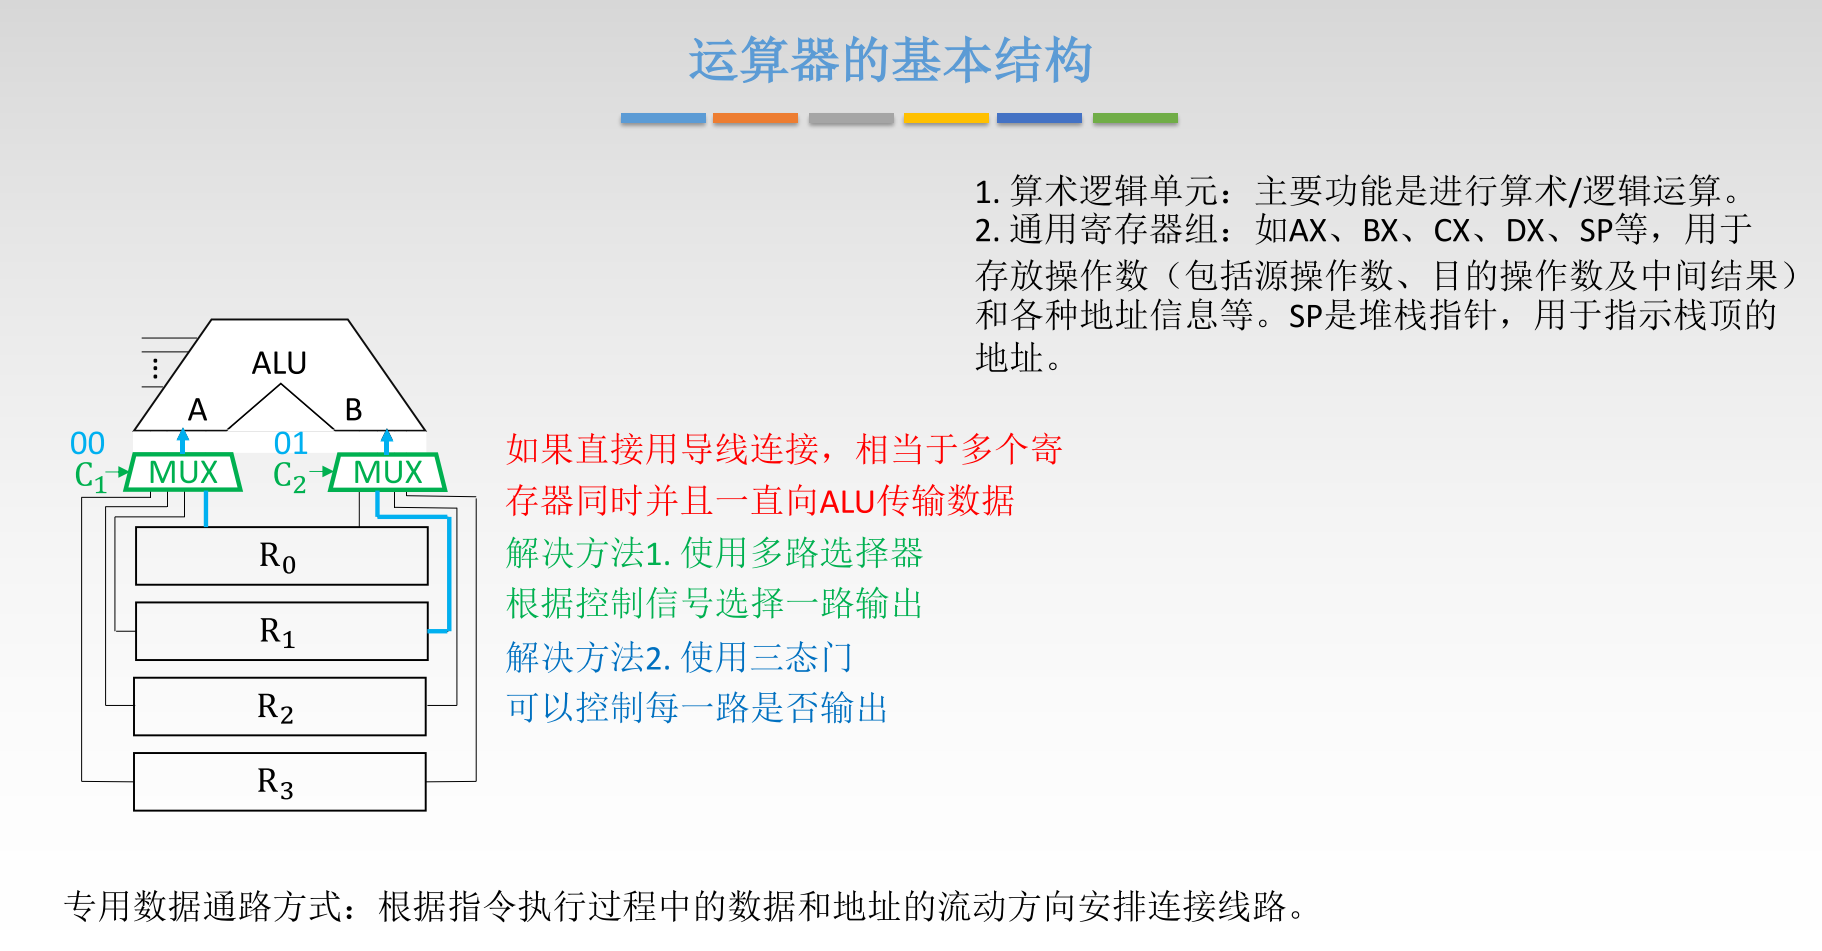 运算器的基本结构
1. 算术逻辑单元：主要功能是进行算术/逻辑运算。
2. 通用寄存器组：如AX、BX、CX、DX、SP等，用于
存放操作数（包括源操作数、目的操作数及中间结果）
和各种地址信息等。SP是堆栈指针，用于指示栈顶的
地址。
ALU
A
B
00
01
C₁
MUX
C₂
MUX
R₀
R₁
R₂
R₃
如果直接用导线连接，相当于多个寄
存器同时并且一直向ALU传输数据
解决方法1. 使用多路选择器
根据控制信号选择一路输出
解决方法2. 使用三态门
可以控制每一路是否输出
专用数据通路方式：根据指令执行过程中的数据和地址的流动方向安排连接线路。